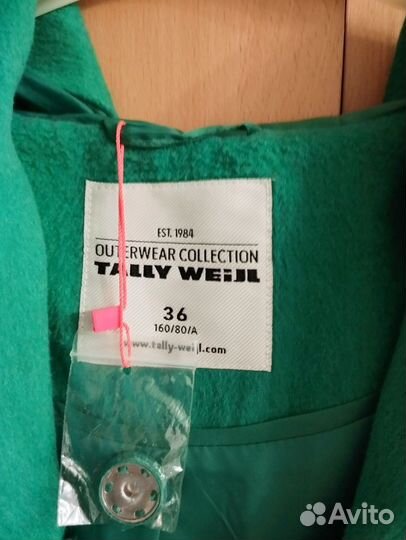 EST. 1984
OUTERWEAR COLLECTION
TALLY WEiJL
36
160/80/A
www.tally-weijl.com
Avito